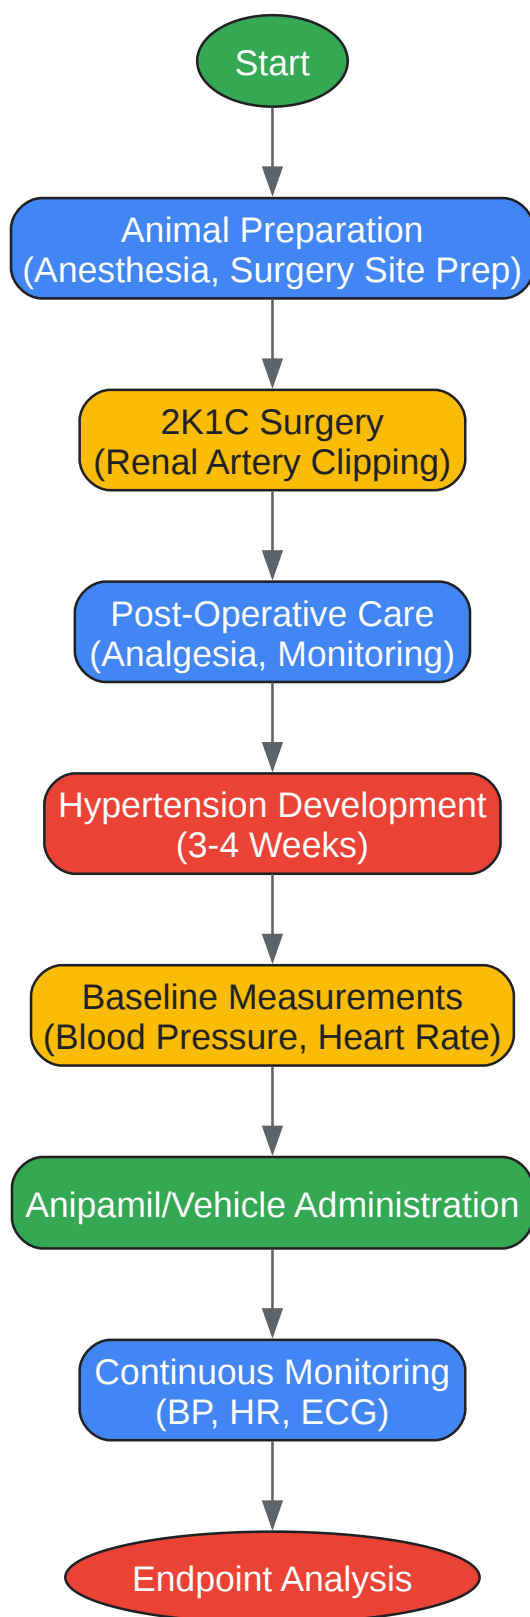 Start
Animal Preparation
(Anesthesia, Surgery Site Prep)
2K1C Surgery
(Renal Artery Clipping)
Post-Operative Care
(Analgesia, Monitoring)
Hypertension Development
(3-4 Weeks)
Baseline Measurements
(Blood Pressure, Heart Rate)
Anipamil/Vehicle Administration
Continuous Monitoring
(BP, HR, ECG)
Endpoint Analysis